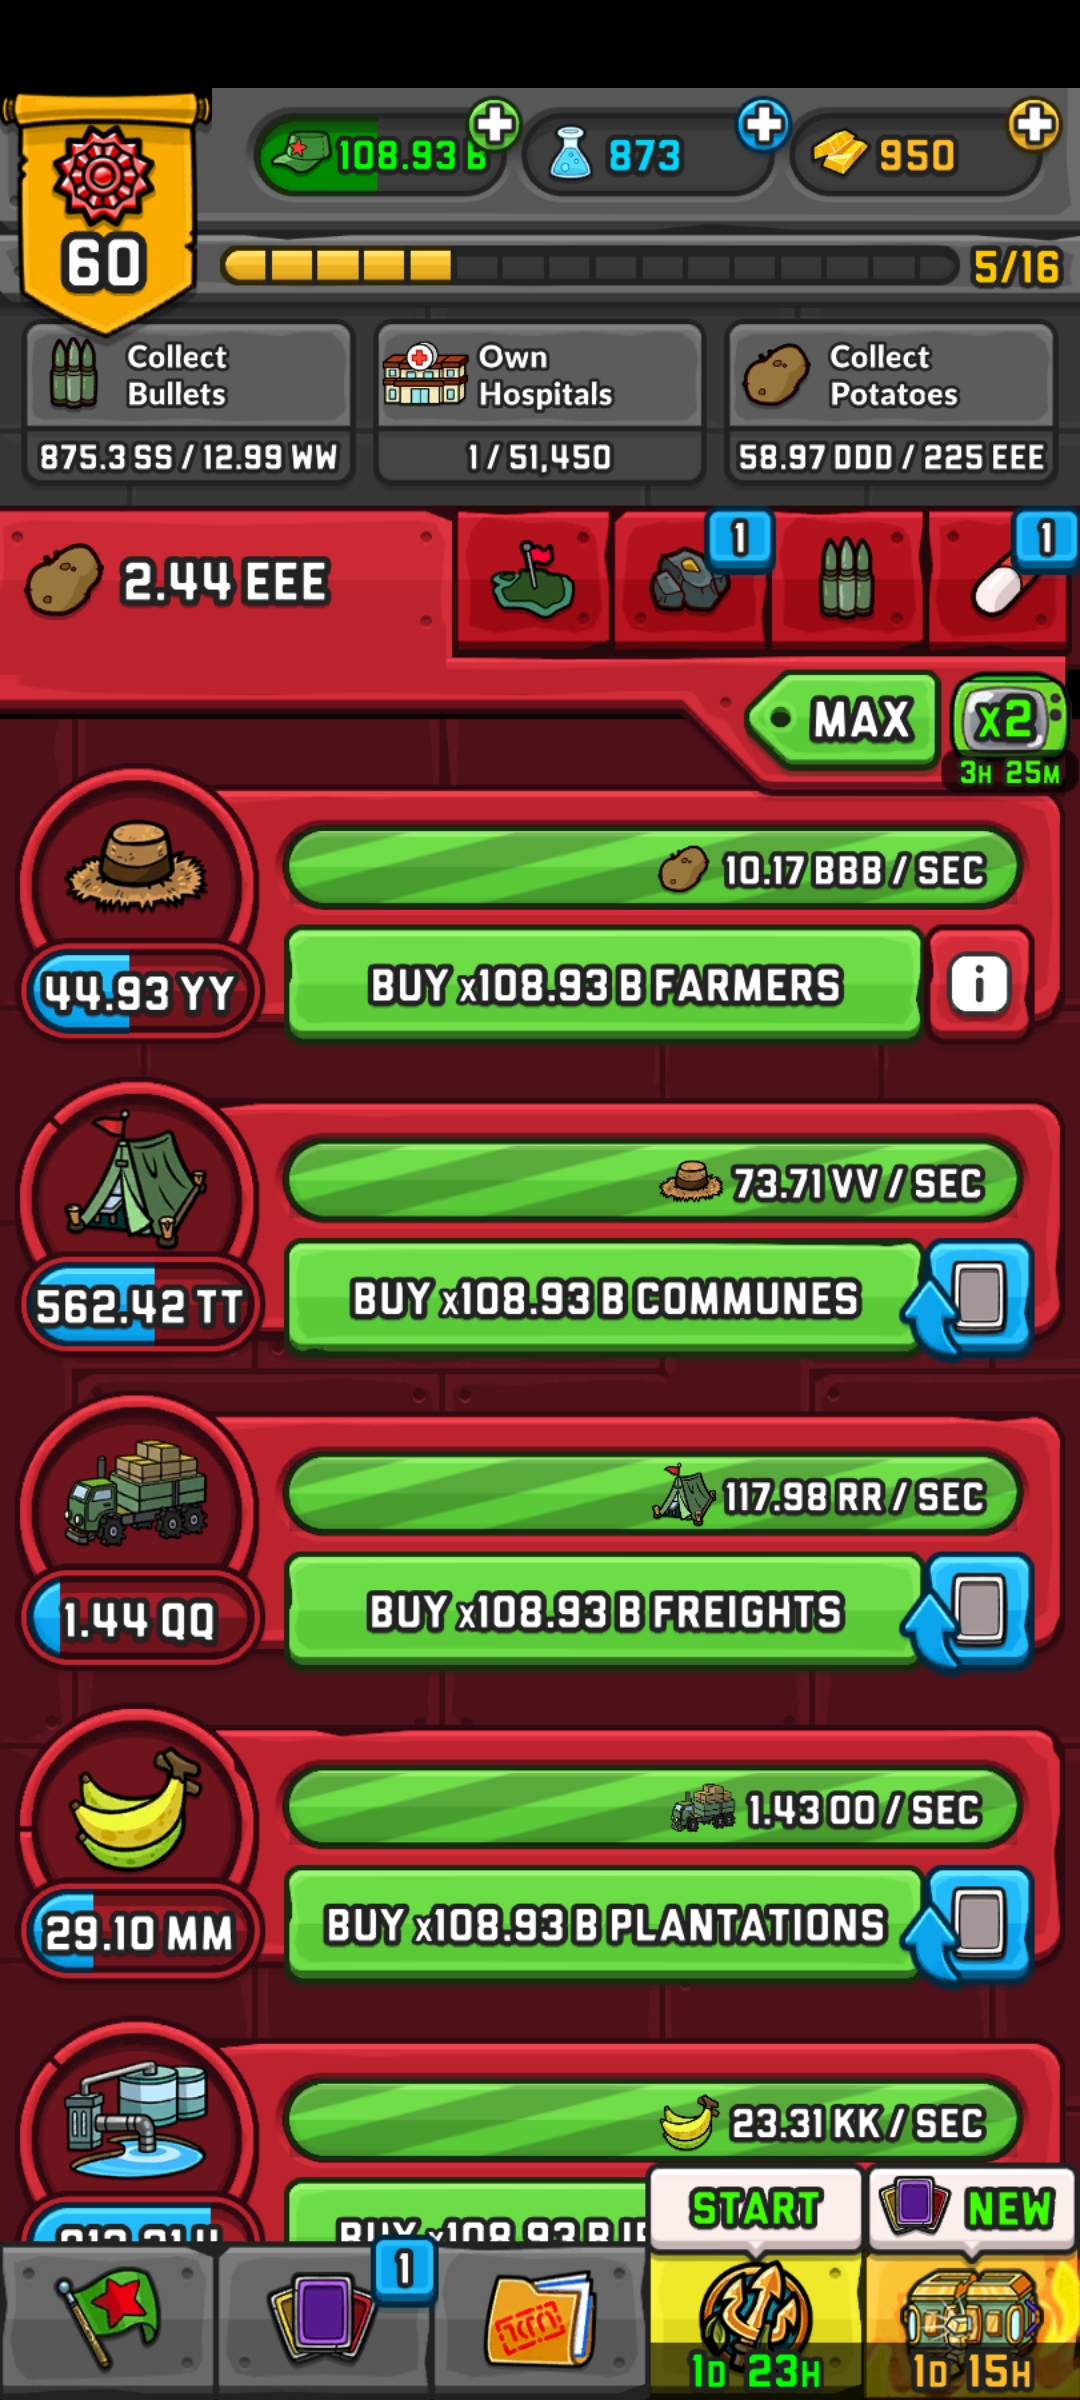 108.93 B
873
950
60
5/16
Collect
Bullets
875.3 SS / 12.99 WW
Own
Hospitals
1 / 51,450
Collect
Potatoes
58.97 DDD / 225 EEE
2.44 EEE
1
1
MAX
x2
3H 25M
10.17 BBB / SEC
44.93 YY
BUY x108.93 B FARMERS
i
73.71 VV / SEC
562.42 TT
BUY x108.93 B COMMUNES
117.98 RR / SEC
1.44 QQ
BUY x108.93 B FREIGHTS
1.43 OO / SEC
29.10 MM
BUY x108.93 B PLANTATIONS
23.31 KK / SEC
BUY x108.93 B
START
NEW
1
1D 23H
1D 15H